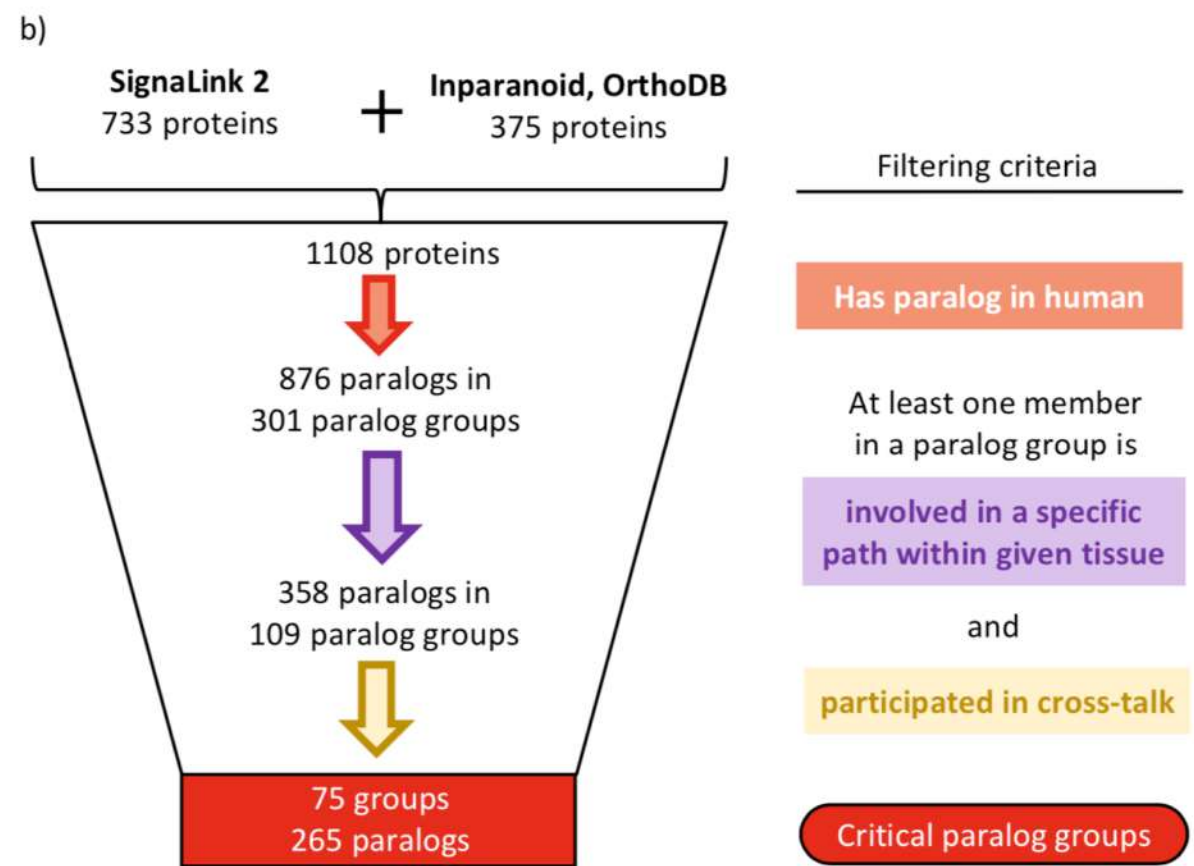 b)
SignaLink 2
733 proteins
+
Inparanoid, OrthoDB
375 proteins
Filtering criteria
1108 proteins
Has paralog in human
876 paralogs in
301 paralog groups
At least one member
in a paralog group is
involved in a specific
path within given tissue
358 paralogs in
109 paralog groups
and
participated in cross-talk
75 groups
265 paralogs
Critical paralog groups